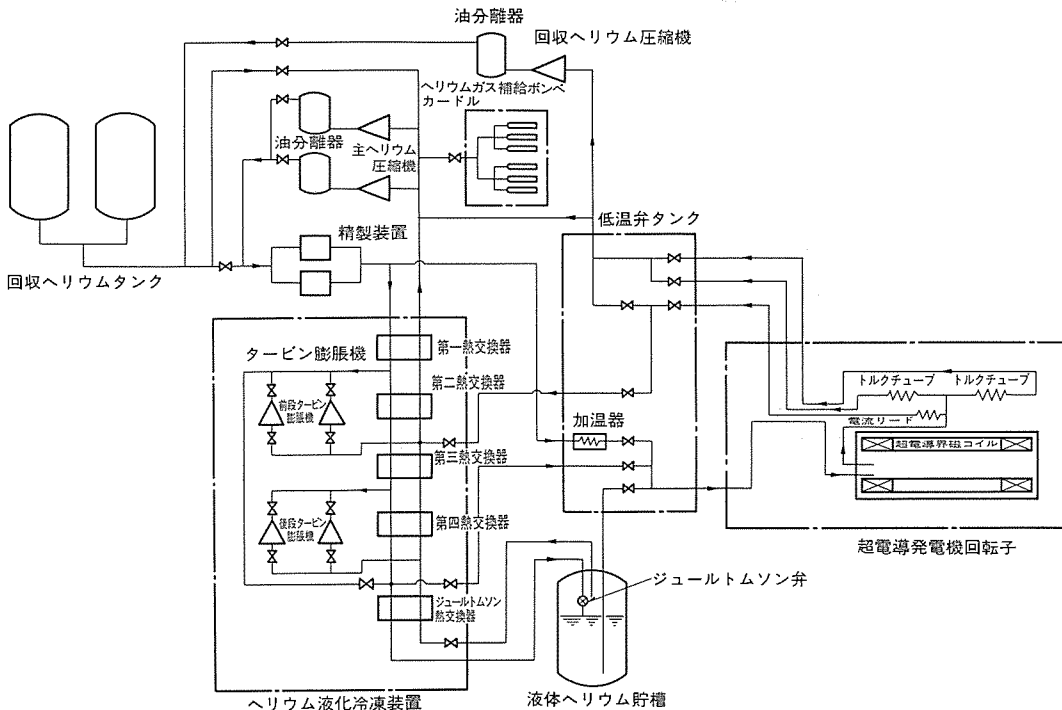 油分離器
回収ヘリウム圧縮機
ヘリウムガス補給ボンベ
カードル
油分離器
主ヘリウム
圧縮機
低温弁タンク
精製装置
回収ヘリウムタンク
タービン膨脹機
第一熱交換器
第二熱交換器
前段タービン
膨脹機
トルクチューブ
トルクチューブ
電流リード
加温器
超電導界磁コイル
第三熱交換器
後段タービン
膨脹機
第四熱交換器
超電導発電機回転子
ジュールトムソン弁
ジュールトムソン
熱交換器
ヘリウム液化冷凍装置
液体ヘリウム貯槽